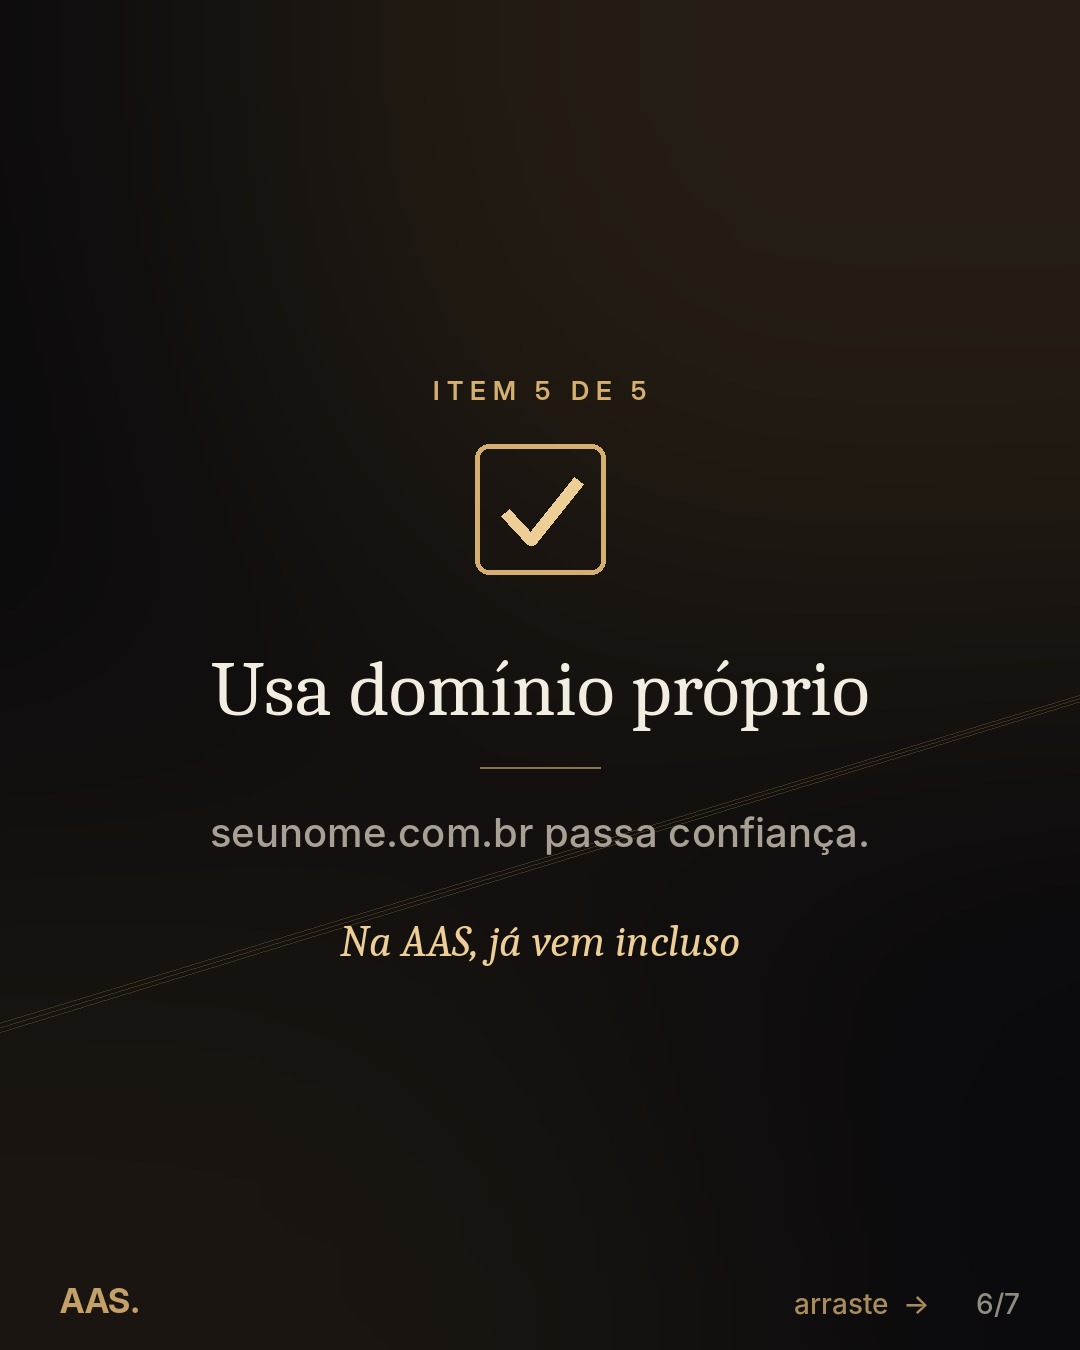 ITEM 5 DE 5
Usa domínio próprio
seunome.com.br passa confiança.
Na AAS, já vem incluso
AAS.
arraste → 6/7